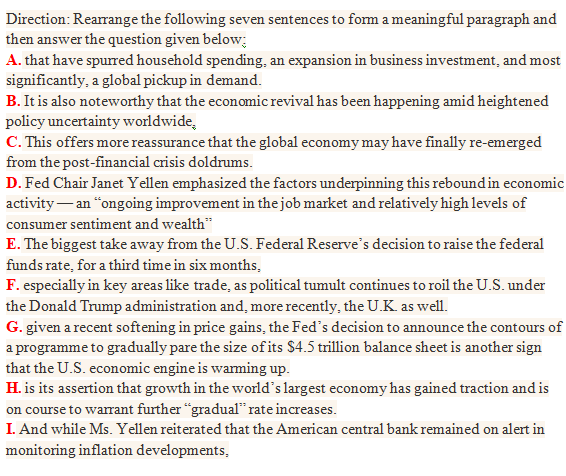 Direction: Rearrange the following seven sentences to form a meaningful paragraph and
then answer the question given below;
A. that have spurred household spending, an expansion in business investment, and most
significantly, a global pickup in demand.
B. It is also noteworthy that the economic revival has been happening amid heightened
policy uncertainty worldwide,
C. This offers more reassurance that the global economy may have finally re-emerged
from the post-financial crisis doldrums.
D. Fed Chair Janet Yellen emphasized the factors underpinning this rebound in economic
activity — an “ongoing improvement in the job market and relatively high levels of
consumer sentiment and wealth”
E. The biggest take away from the U.S. Federal Reserve’s decision to raise the federal
funds rate, for a third time in six months,
F. especially in key areas like trade, as political tumult continues to roil the U.S. under
the Donald Trump administration and, more recently, the U.K. as well.
G. given a recent softening in price gains, the Fed’s decision to announce the contours of
a programme to gradually pare the size of its $4.5 trillion balance sheet is another sign
that the U.S. economic engine is warming up.
H. is its assertion that growth in the world’s largest economy has gained traction and is
on course to warrant further “gradual” rate increases.
I. And while Ms. Yellen reiterated that the American central bank remained on alert in
monitoring inflation developments,